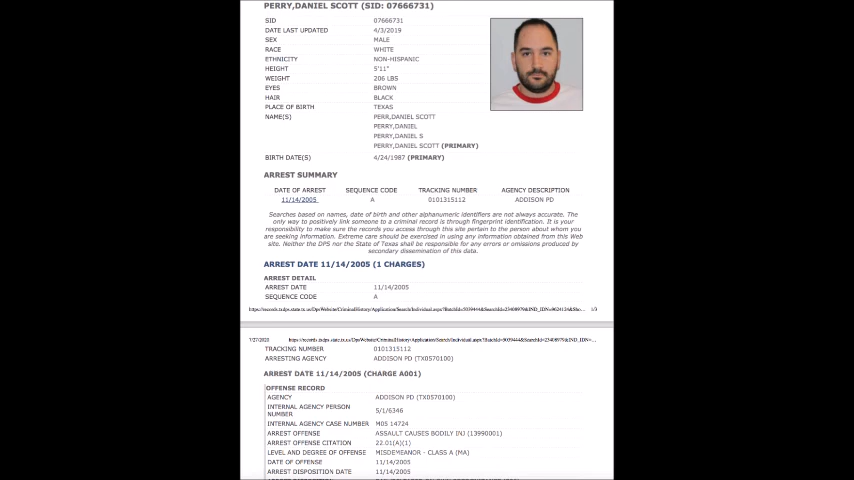 PERRY,DANIEL SCOTT (SID: 07666731)
SID 07666731
DATE LAST UPDATED 4/3/2019
SEX MALE
RACE WHITE
ETHNICITY NON-HISPANIC
HEIGHT 5'11"
WEIGHT 206 LBS
EYES BROWN
HAIR BLACK
PLACE OF BIRTH TEXAS
NAME(S) PERR,DANIEL SCOTT
PERRY,DANIEL
PERRY,DANIEL S
PERRY,DANIEL SCOTT (PRIMARY)
BIRTH DATE(S) 4/24/1987 (PRIMARY)
ARREST SUMMARY
DATE OF ARREST SEQUENCE CODE TRACKING NUMBER AGENCY DESCRIPTION
11/14/2005 A 0101315112 ADDISON PD
Searches based on names, date of birth and other alphanumeric identifiers are not always accurate. The
only way to positively link someone to a criminal record is through fingerprint identification. It is your
responsibility to make sure the records you access through this site pertain to the person about whom you
are seeking information. Extreme care should be exercised in using any information obtained from this Web
site. Neither the DPS nor the State of Texas shall be responsible for any errors or omissions produced by
secondary dissemination of this data.
ARREST DATE 11/14/2005 (1 CHARGES)
ARREST DETAIL
ARREST DATE 11/14/2005
SEQUENCE CODE A
1/3
7/27/2020
TRACKING NUMBER 0101315112
ARRESTING AGENCY ADDISON PD (TX0570100)
ARREST DATE 11/14/2005 (CHARGE A001)
OFFENSE RECORD
AGENCY ADDISON PD (TX0570100)
INTERNAL AGENCY PERSON
NUMBER 5/1/6346
INTERNAL AGENCY CASE NUMBER M05 14724
ARREST OFFENSE ASSAULT CAUSES BODILY INJ (13990001)
ARREST OFFENSE CITATION 22.01(A)(1)
LEVEL AND DEGREE OF OFFENSE MISDEMEANOR - CLASS A (MA)
DATE OF OFFENSE 11/14/2005
ARREST DISPOSITION DATE 11/14/2005